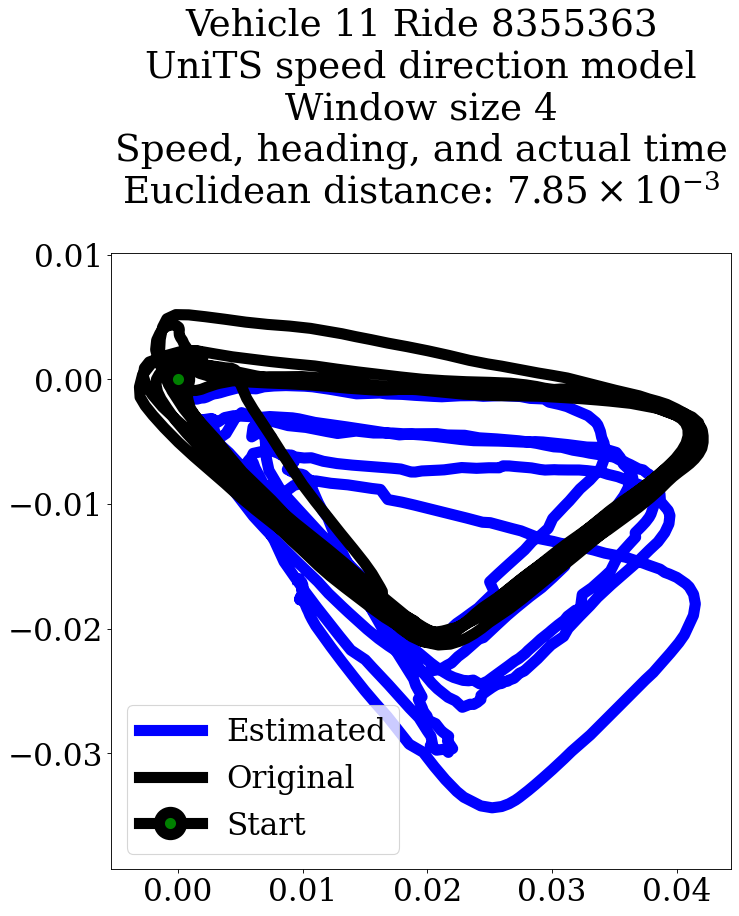 Vehicle 11 Ride 8355363
UniTS speed direction model
Window size 4
Speed, heading, and actual time
Euclidean distance: 7.85 × 10⁻³
0.01
0.00
−0.01
−0.02
−0.03
Estimated
Original
Start
0.00 0.01 0.02 0.03 0.04